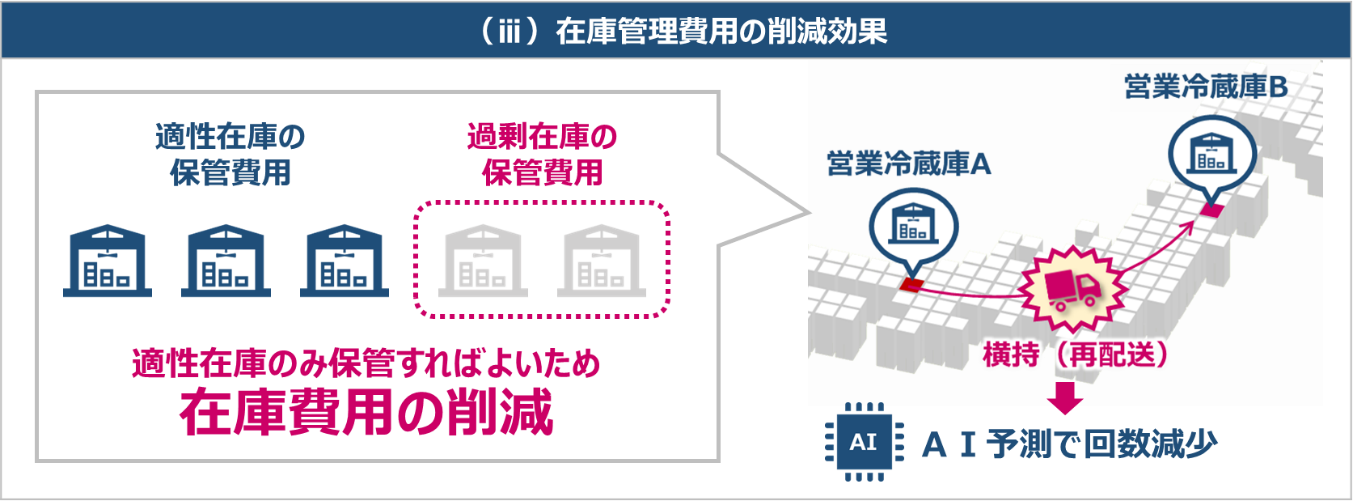 （ⅲ）在庫管理費用の削減効果
適性在庫の
保管費用
過剰在庫の
保管費用
適性在庫のみ保管すればよいため
在庫費用の削減
営業冷蔵庫B
営業冷蔵庫A
横持（再配送）
AI
ＡＩ予測で回数減少